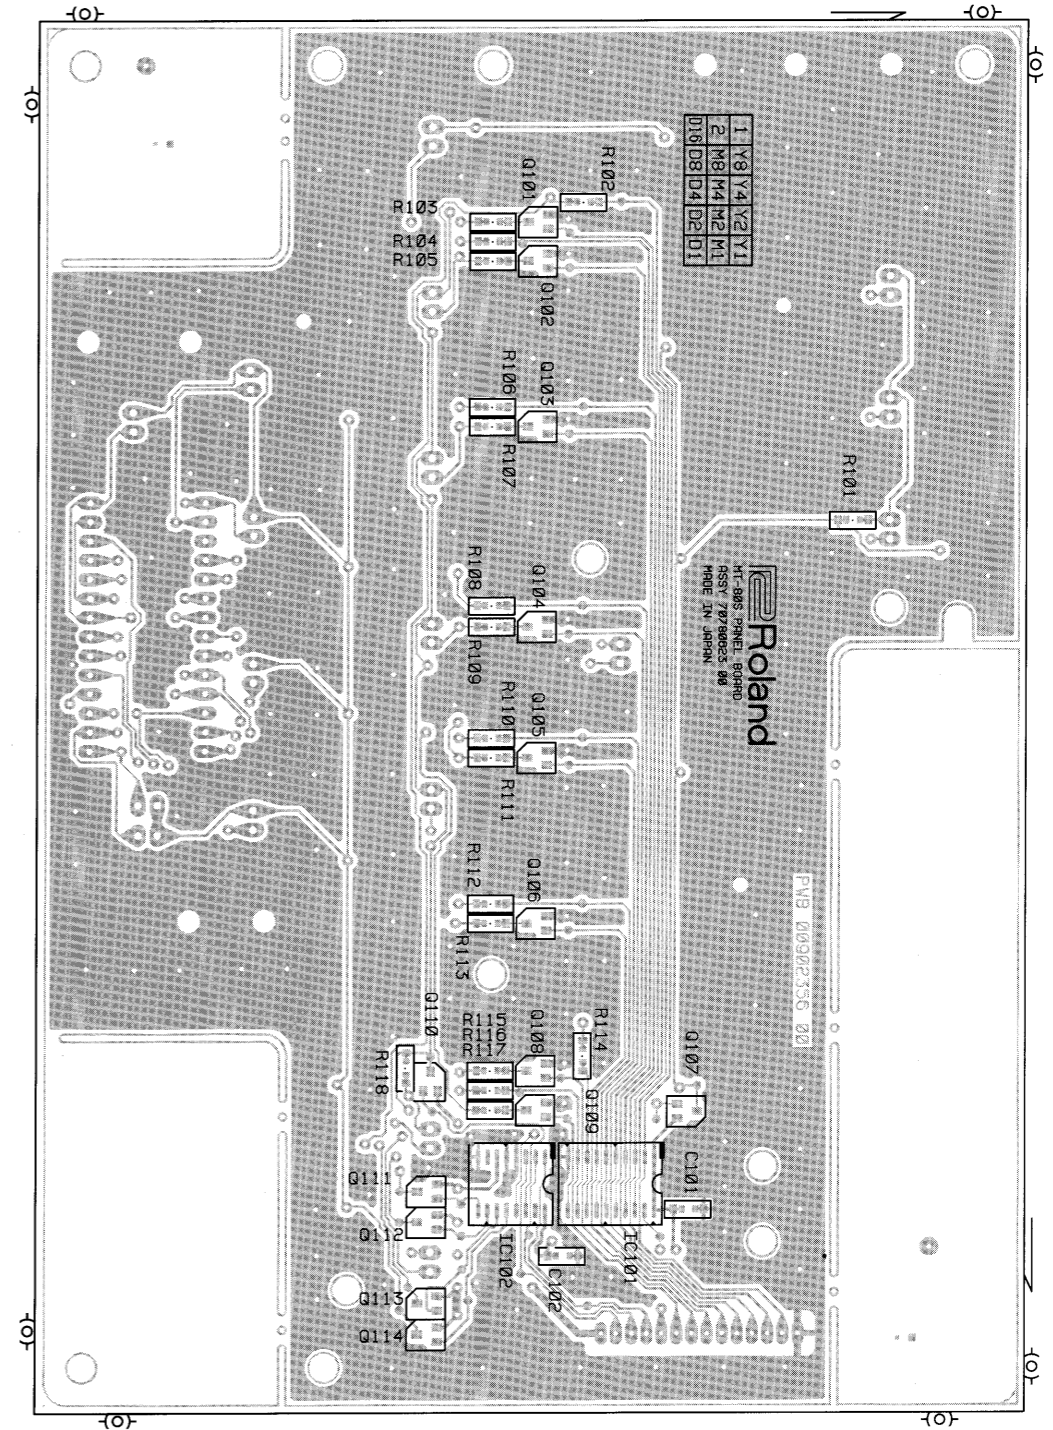 1 Y8 Y4 Y2 Y1
2 M8 M4 M2 M1
D16 D8 D4 D2 D1
R102
Q101
R103
R104
R105
Q102
R106
Q103
R107
R101
R108
Q104
R109
Roland
MT-80S PANEL BOARD
ASSY 70780823 00
MADE IN JAPAN
R110
Q105
R111
R112
Q106
R113
PWB
00
Q110
R115
R116
R117
Q108
R114
Q107
R118
Q109
Q111
C101
Q112
IC102
IC101
C102
Q113
Q114